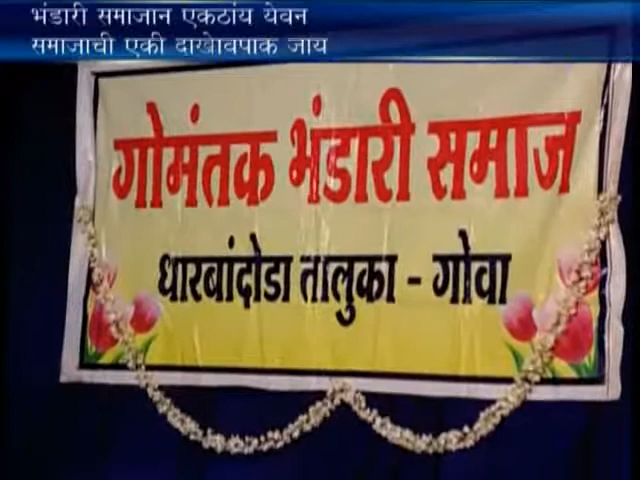 भंडारी समाजान एकठांय येवन
समाजाची एकी दाखोवपाक जाय
गोमंतक भंडारी समाज
धारबांदोडा तालुका - गोवा